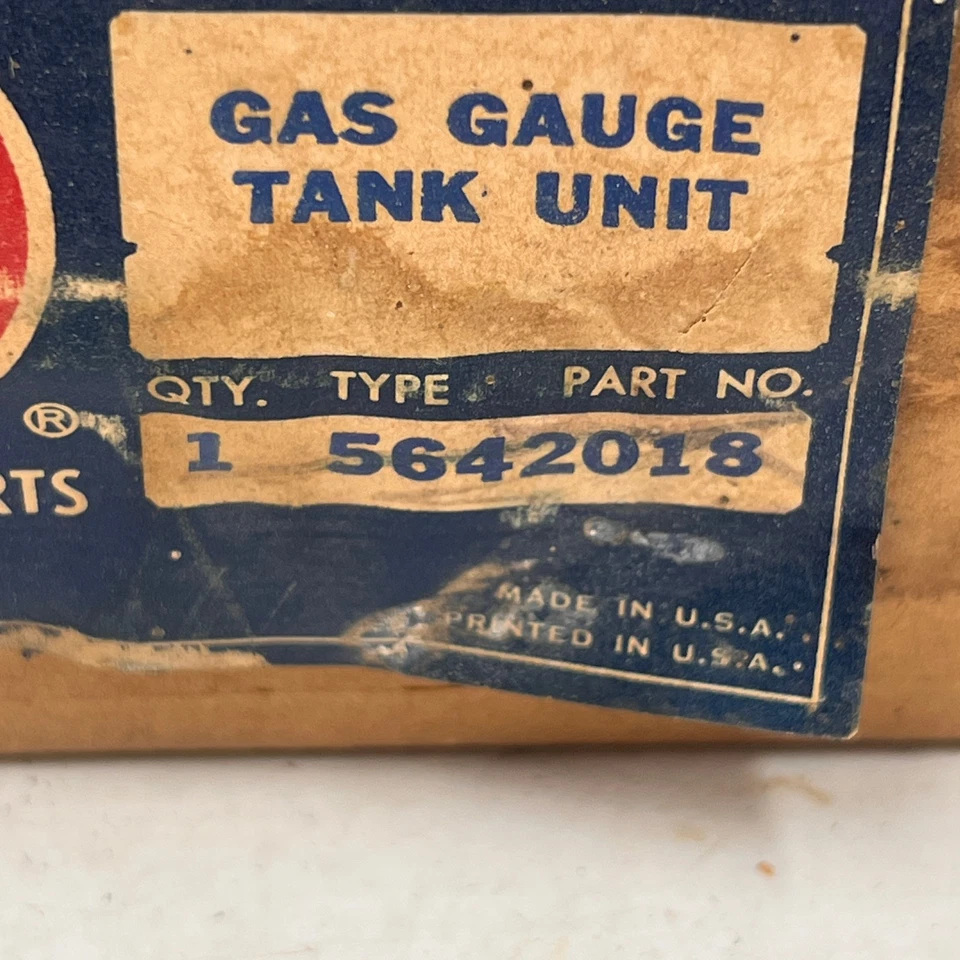 GAS GAUGE
TANK UNIT
QTY. TYPE PART NO.
1 5642018
®
RTS
MADE IN U.S.A.
PRINTED IN U.S.A.